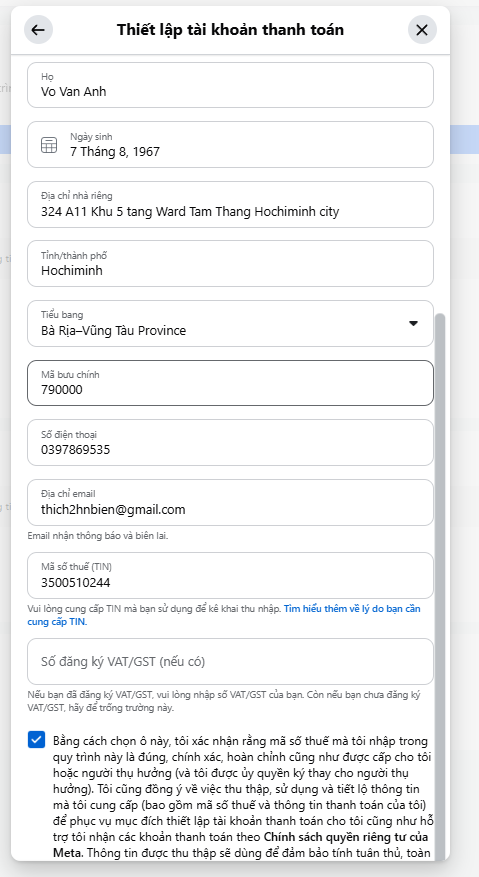 Thiết lập tài khoản thanh toán
Họ
Vo Van Anh
Ngày sinh
7 Tháng 8, 1967
Địa chỉ nhà riêng
324 A11 Khu 5 tang Ward Tam Thang Hochiminh city
Tỉnh/thành phố
Hochiminh
Tiểu bang
Bà Rịa–Vũng Tàu Province
Mã bưu chính
790000
Số điện thoại
0397869535
Địa chỉ email
thich2hnbien@gmail.com
Email nhận thông báo và biên lai.
Mã số thuế (TIN)
3500510244
Vui lòng cung cấp TIN mà bạn sử dụng để kê khai thu nhập. Tìm hiểu thêm về lý do bạn cần
cung cấp TIN.
Số đăng ký VAT/GST (nếu có)
Nếu bạn đã đăng ký VAT/GST, vui lòng nhập số VAT/GST của bạn. Còn nếu bạn chưa đăng ký
VAT/GST, hãy để trống trường này.
Bằng cách chọn ô này, tôi xác nhận rằng mã số thuế mà tôi nhập trong
quy trình này là đúng, chính xác, hoàn chỉnh cũng như được cấp cho tôi
hoặc người thụ hưởng (và tôi được ủy quyền ký thay cho người thụ
hưởng). Tôi cũng đồng ý về việc thu thập, sử dụng và tiết lộ thông tin
mà tôi cung cấp (bao gồm mã số thuế và thông tin thanh toán của tôi)
để phục vụ mục đích thiết lập tài khoản thanh toán cho tôi cũng như hỗ
trợ tôi nhận các khoản thanh toán theo Chính sách quyền riêng tư của
Meta. Thông tin được thu thập sẽ dùng để đảm bảo tính tuân thủ, toàn